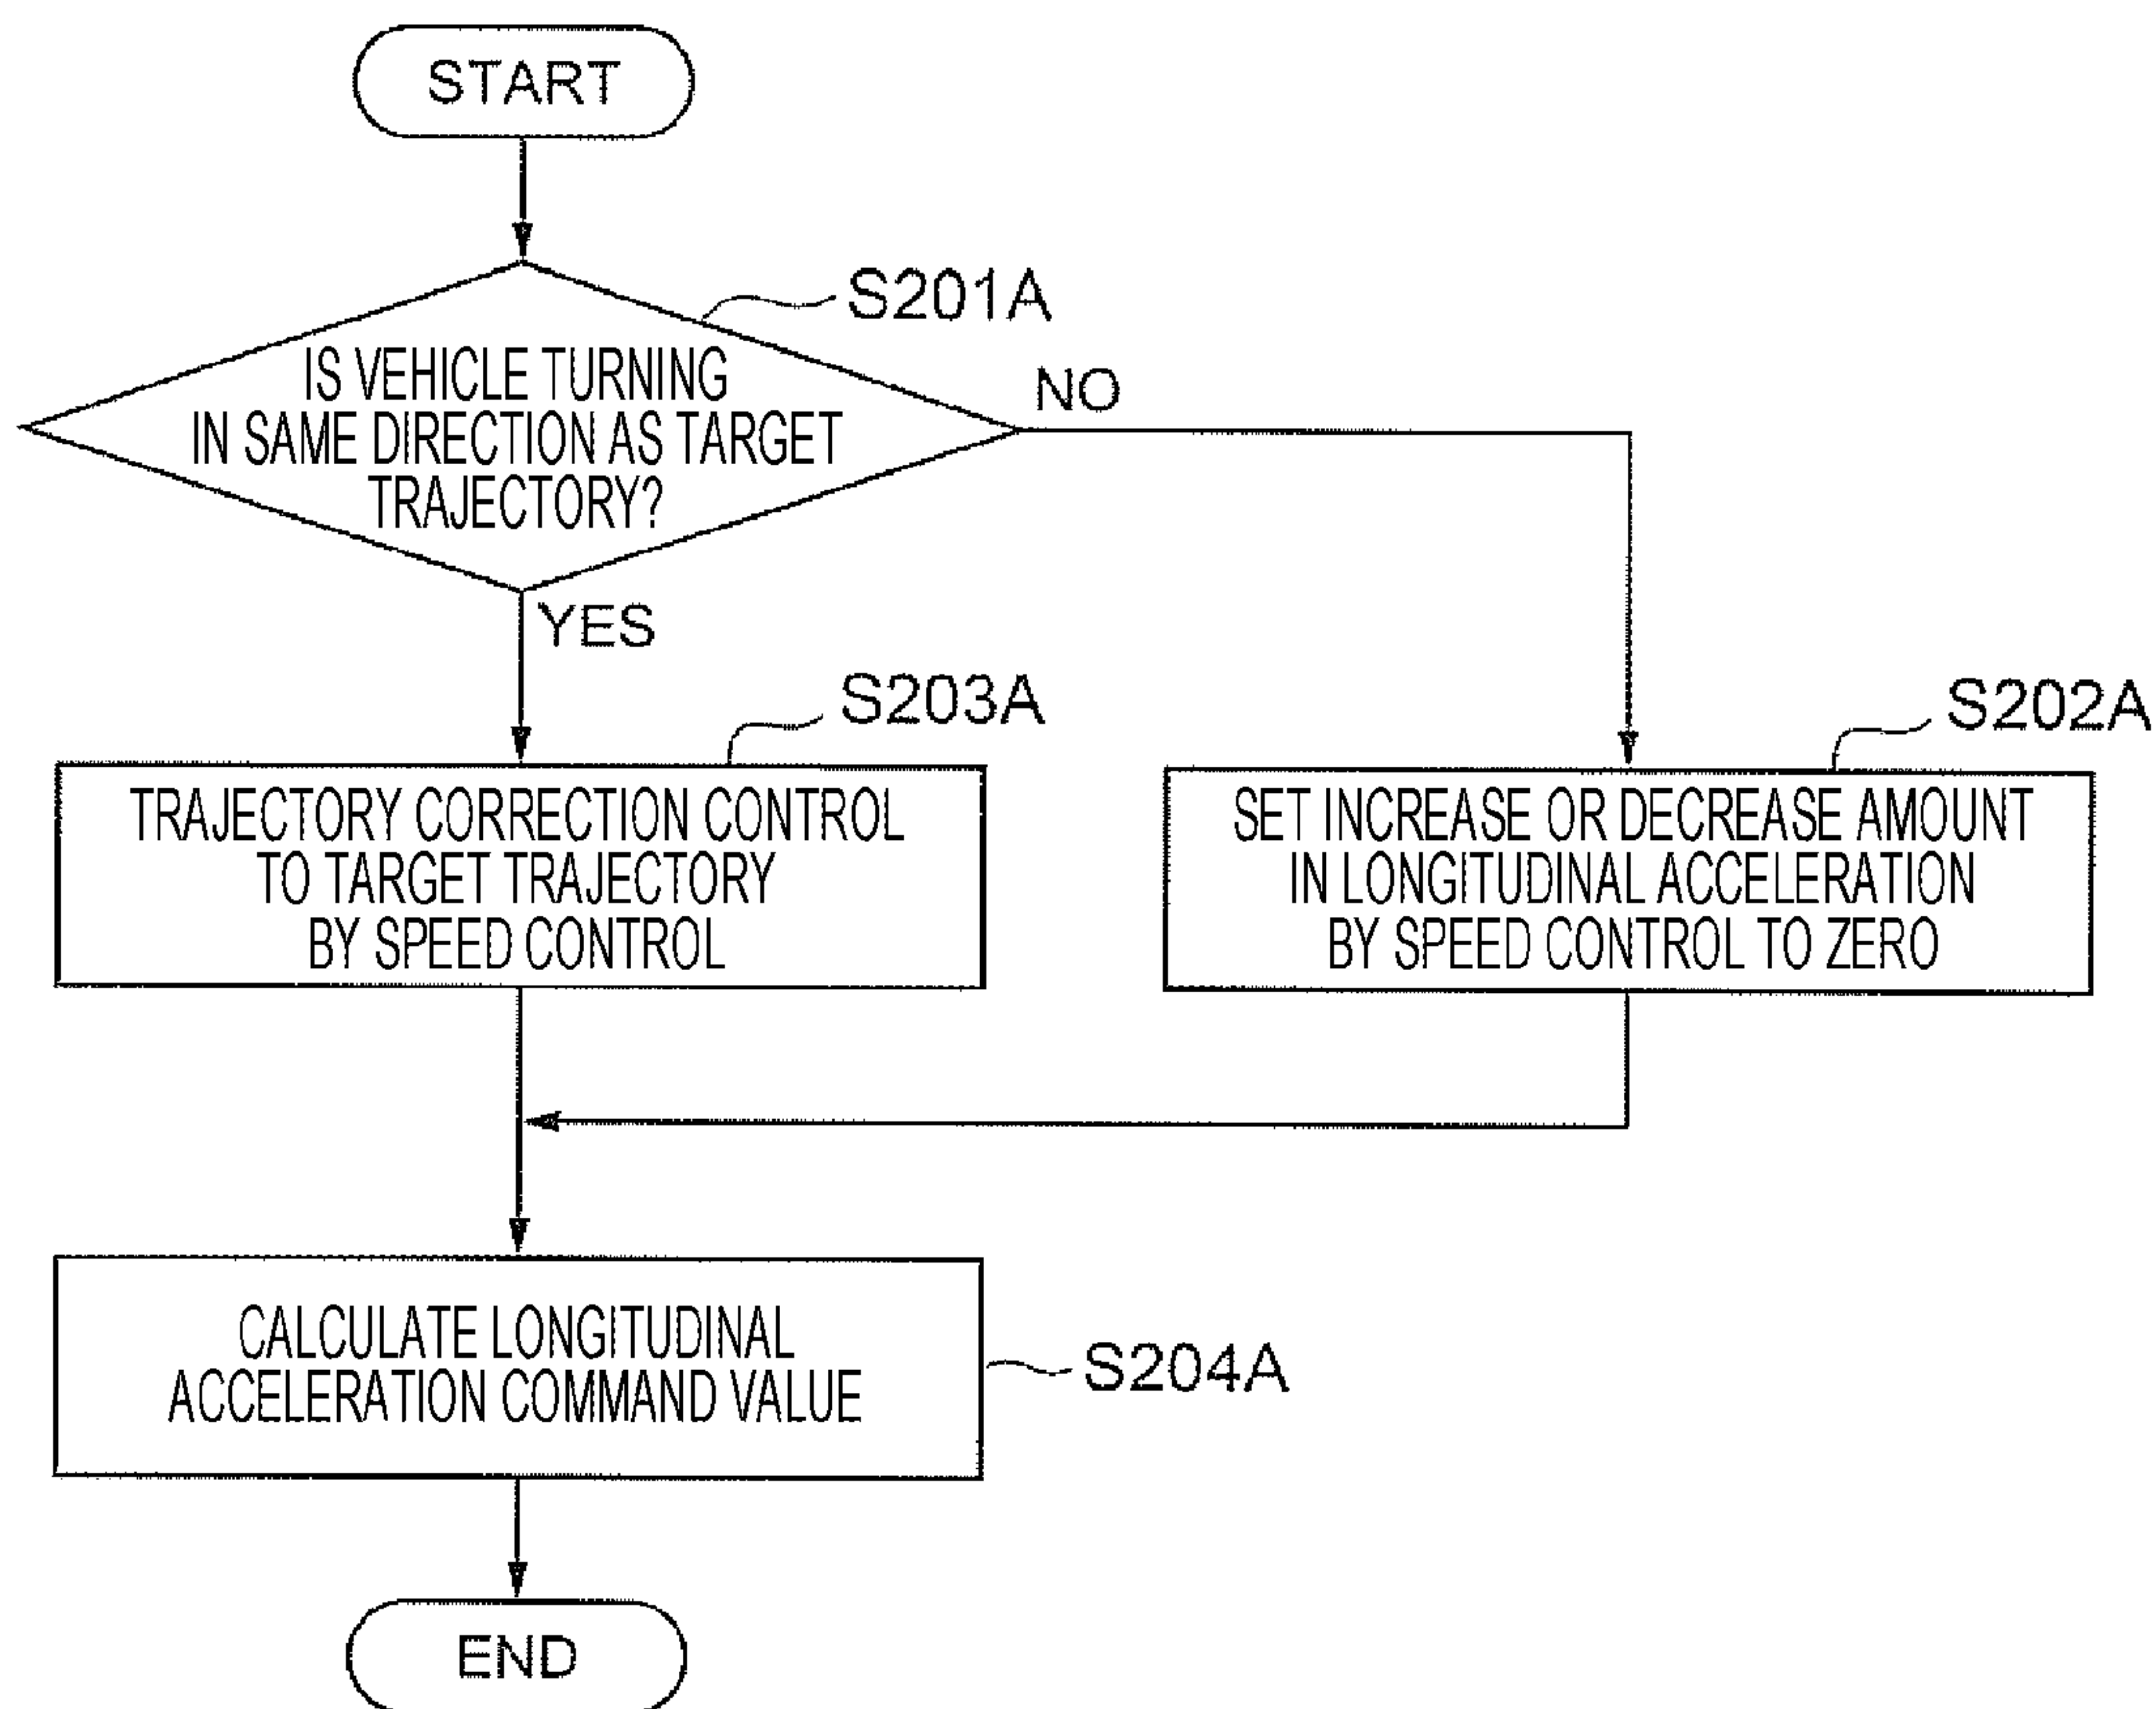 START
S201A
IS VEHICLE TURNING
IN SAME DIRECTION AS TARGET
TRAJECTORY?
NO
YES
S203A
TRAJECTORY CORRECTION CONTROL
TO TARGET TRAJECTORY
BY SPEED CONTROL
S202A
SET INCREASE OR DECREASE AMOUNT
IN LONGITUDINAL ACCELERATION
BY SPEED CONTROL TO ZERO
CALCULATE LONGITUDINAL
ACCELERATION COMMAND VALUE
S204A
END